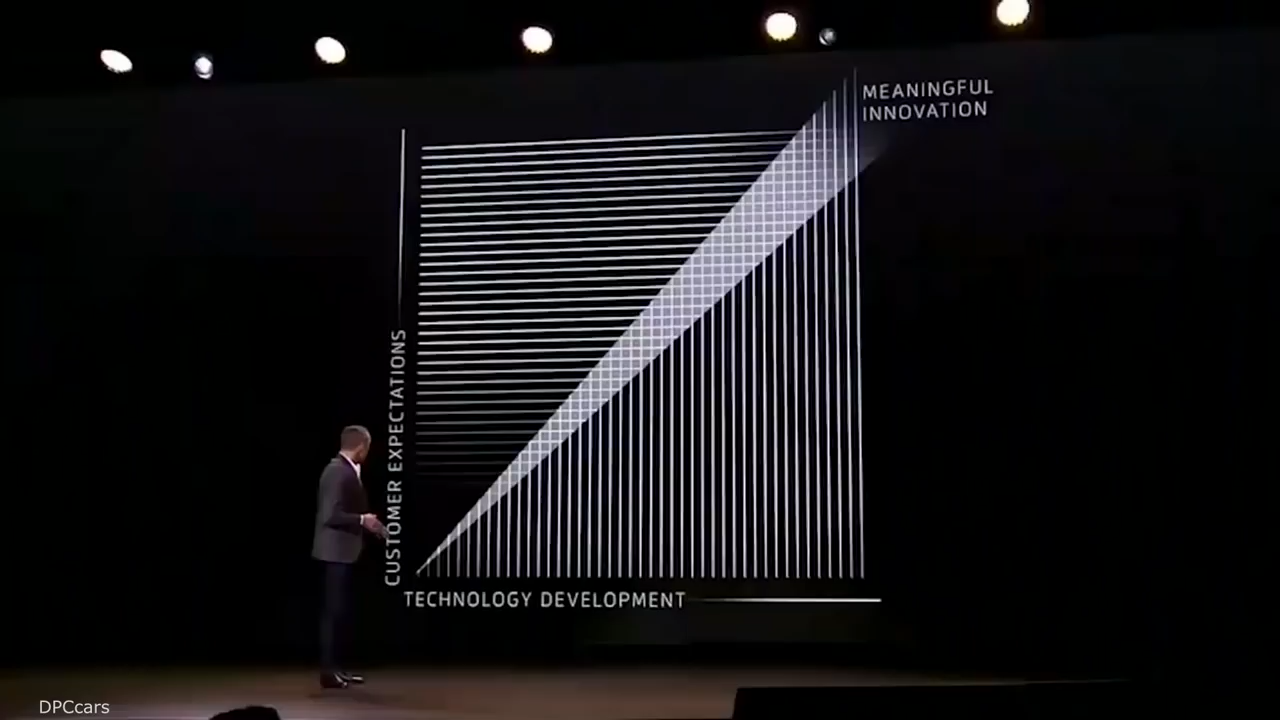 MEANINGFUL
INNOVATION
CUSTOMER EXPECTATIONS
TECHNOLOGY DEVELOPMENT
DPCcars